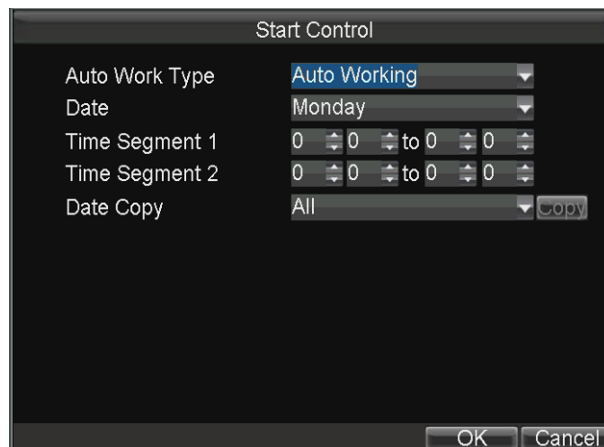 Start Control
Auto Work Type Auto Working
Date Monday
Time Segment 1 0 0 to 0 0
Time Segment 2 0 0 to 0 0
Date Copy All Copy
OK Cancel